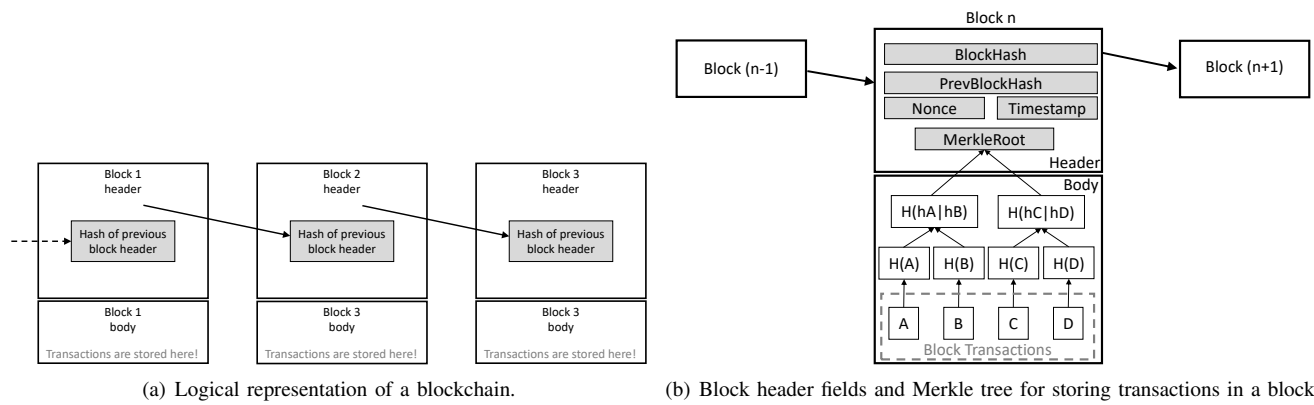 Block 1
header
Hash of previous
block header
Block 1
body
Transactions are stored here!
Block 2
header
Hash of previous
block header
Block 3
body
Transactions are stored here!
Block 3
header
Hash of previous
block header
Block 3
body
Transactions are stored here!
(a) Logical representation of a blockchain.
Block n
Block (n-1)
BlockHash
PrevBlockHash
Nonce
Timestamp
MerkleRoot
Header
Block (n+1)
Body
H(hA|hB)
H(hC|hD)
H(A)
H(B)
H(C)
H(D)
A
B
C
D
Block Transactions
(b) Block header fields and Merkle tree for storing transactions in a block